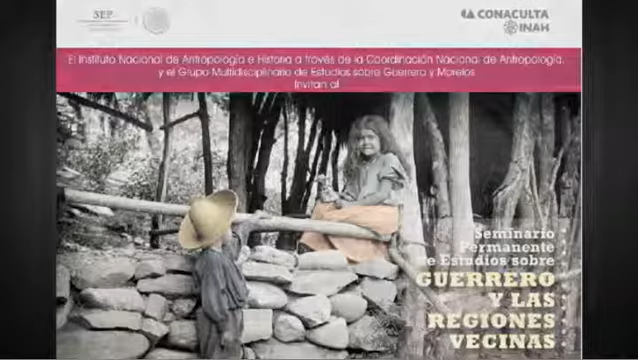 SEP
CONACULTA
INAH
El Instituto Nacional de Antropología e Historia a través de la Coordinación Nacional de Antropología,
y el Grupo Multidisciplinario de Estudios sobre Guerrero y Morelos
Invitan al
Seminario
Permanente
de Estudios sobre
GUERRERO
Y LAS
REGIONES
VECINAS